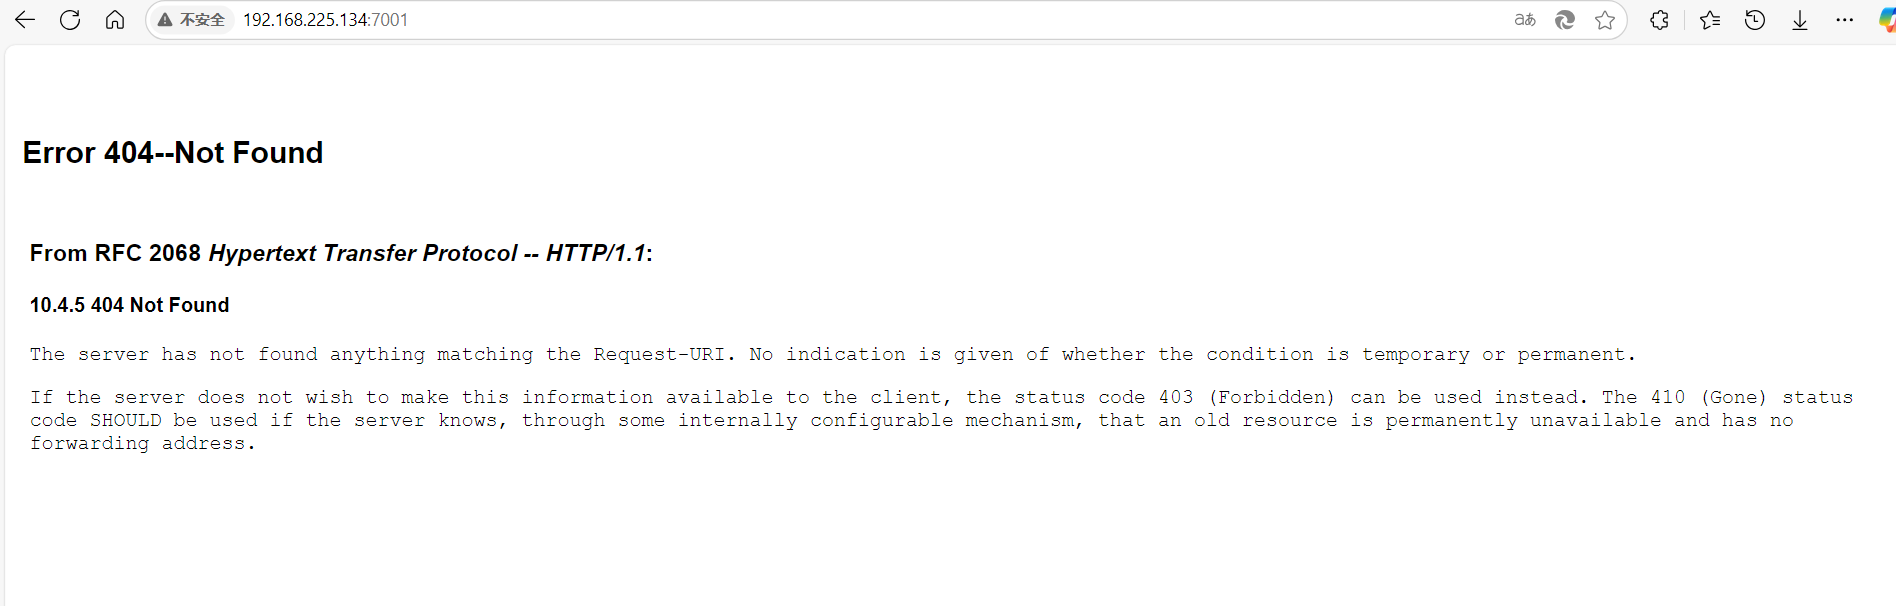 不安全 192.168.225.134:7001 aあ
Error 404--Not Found
From RFC 2068 Hypertext Transfer Protocol -- HTTP/1.1:
10.4.5 404 Not Found
The server has not found anything matching the Request-URI. No indication is given of whether the condition is temporary or permanent.
If the server does not wish to make this information available to the client, the status code 403 (Forbidden) can be used instead. The 410 (Gone) status
code SHOULD be used if the server knows, through some internally configurable mechanism, that an old resource is permanently unavailable and has no
forwarding address.